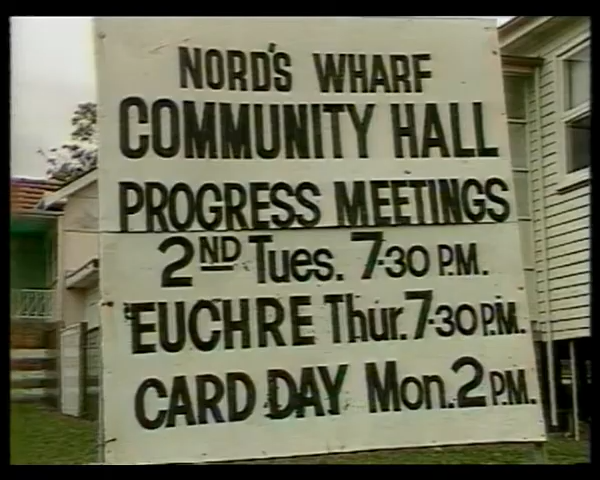 NORD'S WHARF
COMMUNITY HALL
PROGRESS MEETINGS
2ND Tues. 7-30 P.M.
EUCHRE Thur. 7-30 P.M.
CARD DAY Mon. 2 P.M.